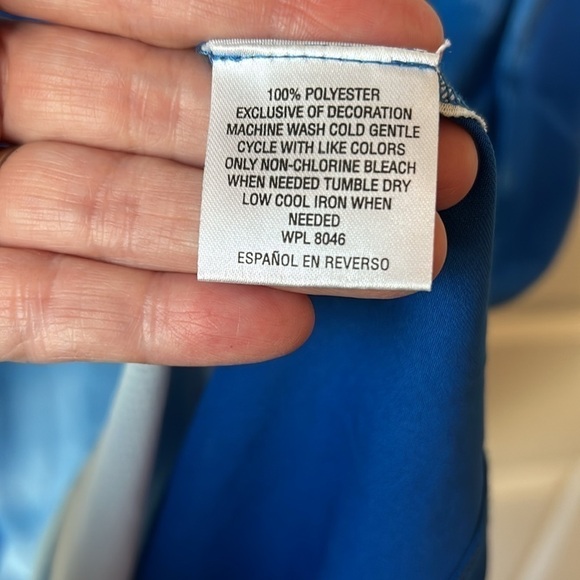 100% POLYESTER
EXCLUSIVE OF DECORATION
MACHINE WASH COLD GENTLE
CYCLE WITH LIKE COLORS
ONLY NON-CHLORINE BLEACH
WHEN NEEDED TUMBLE DRY
LOW COOL IRON WHEN
NEEDED
WPL 8046
ESPAÑOL EN REVERSO